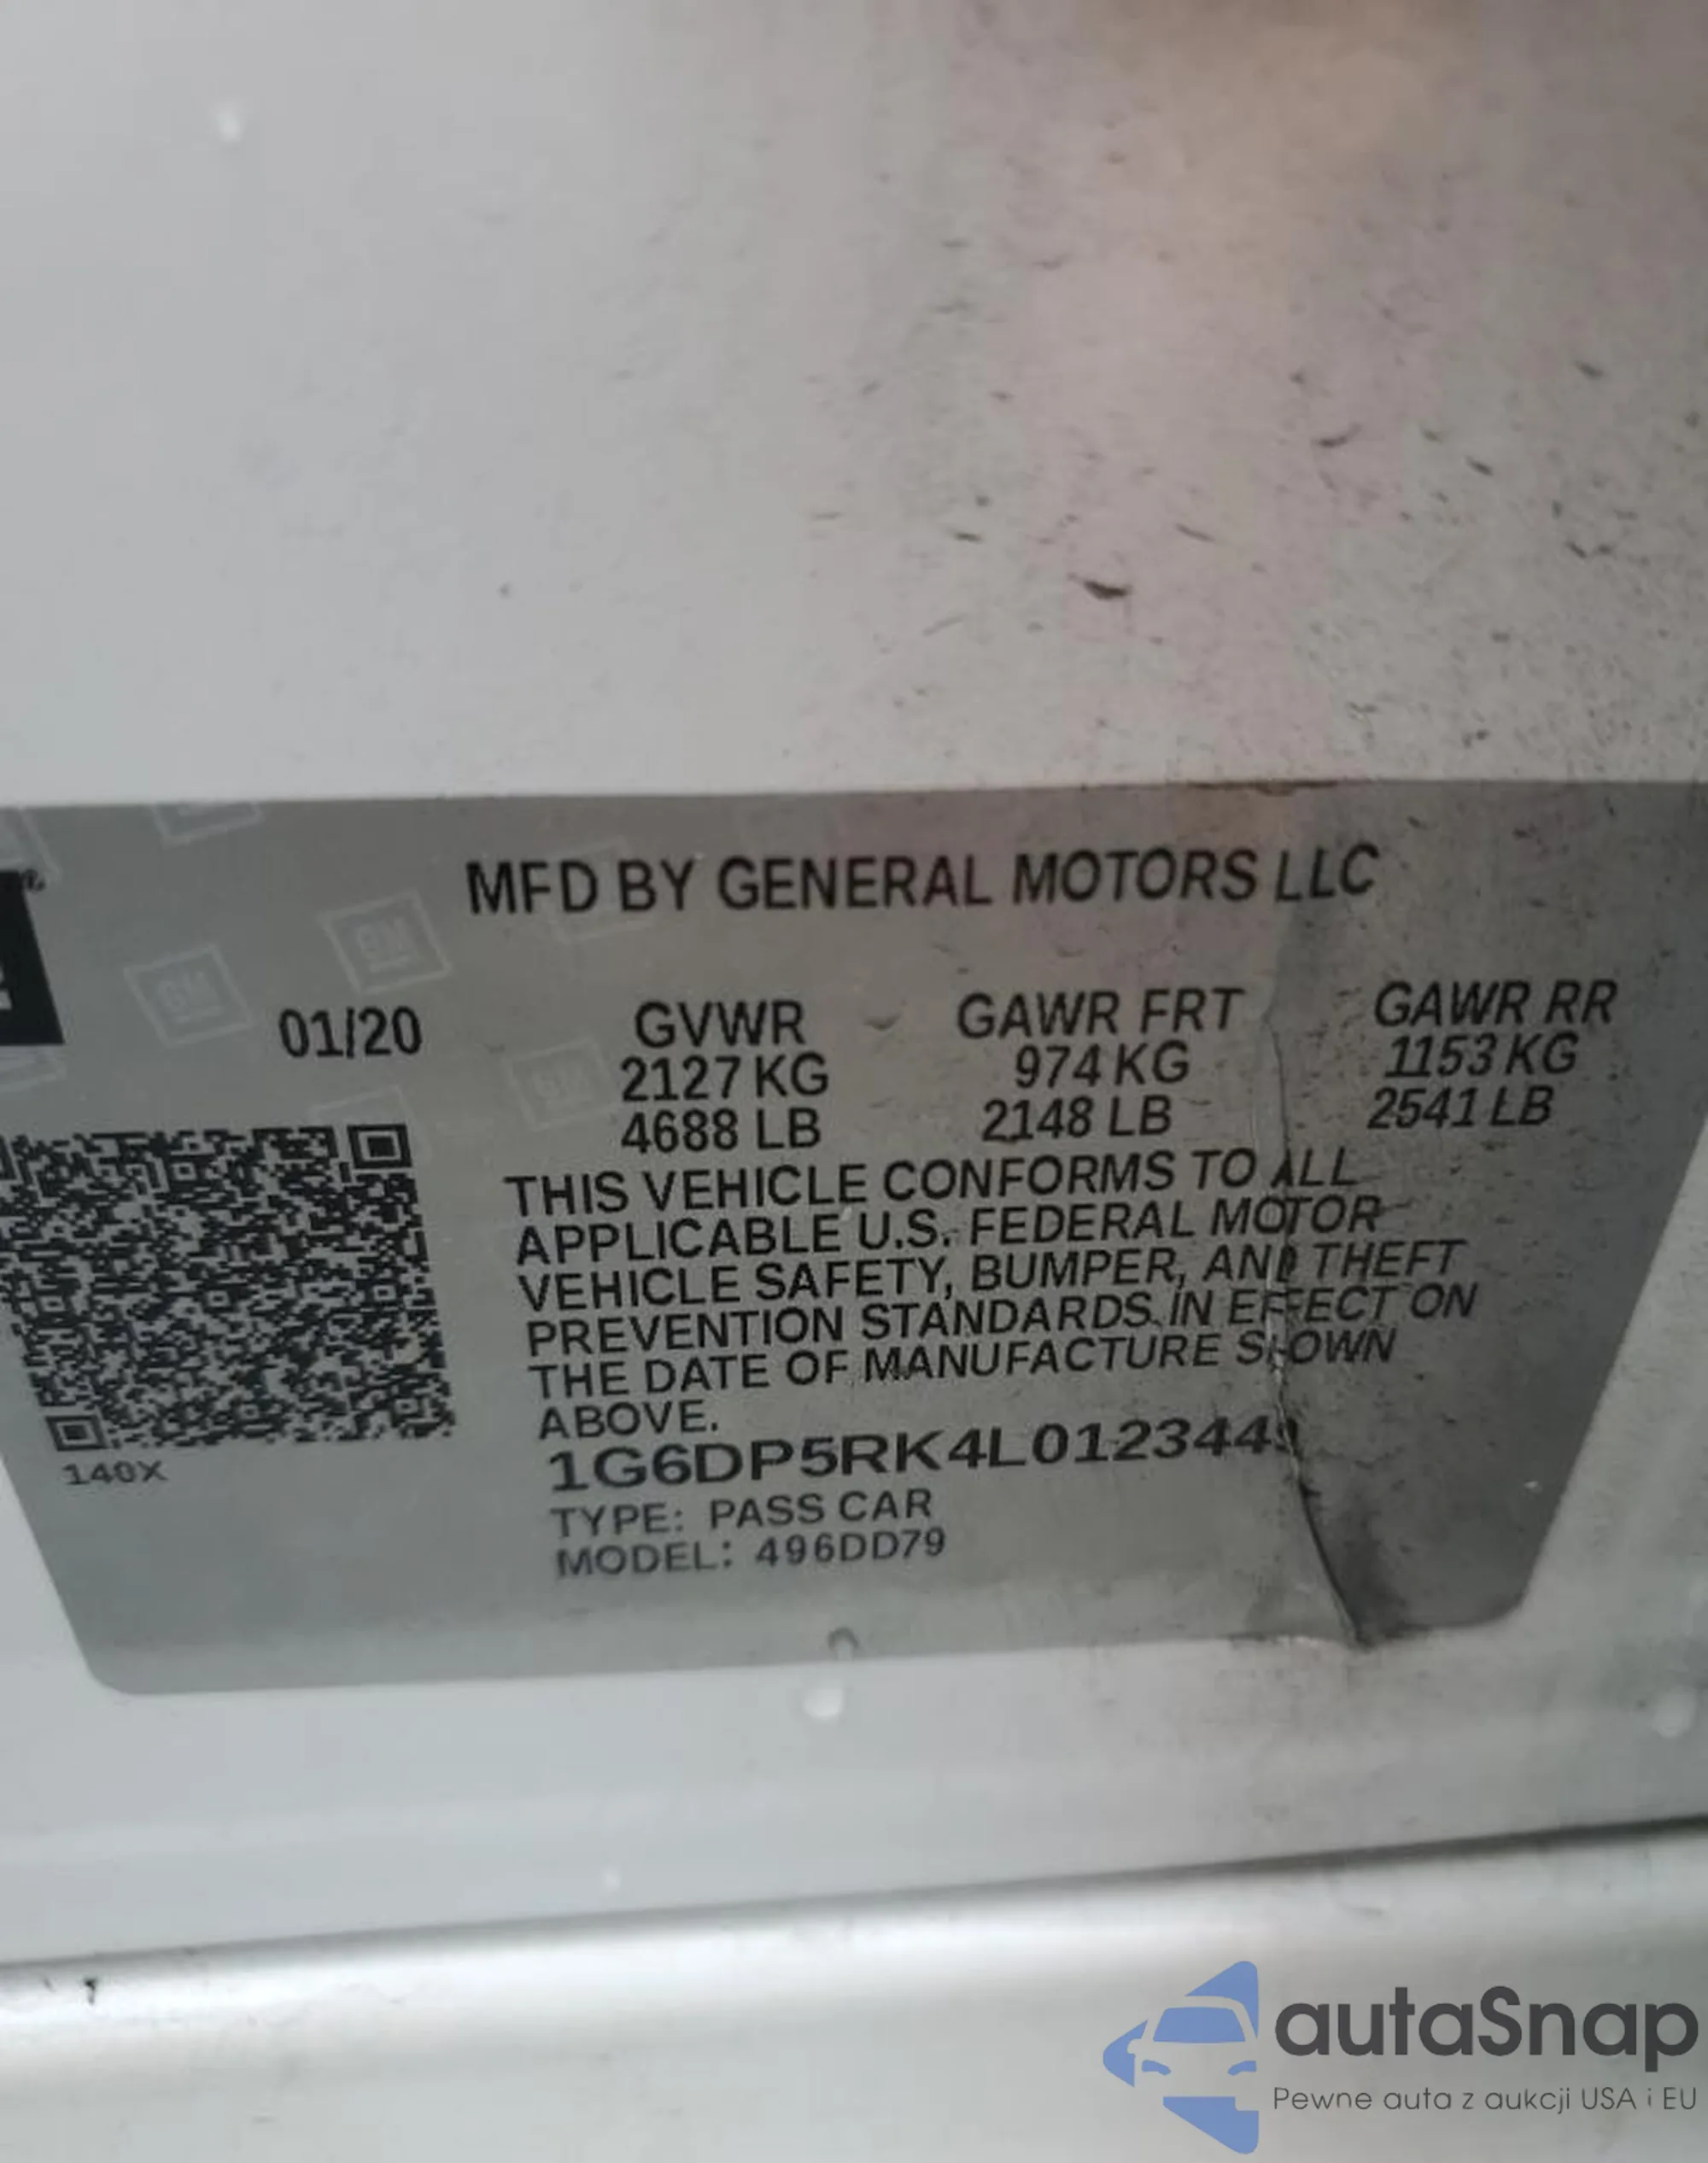 MFD BY GENERAL MOTORS LLC
01/20 GVWR GAWR FRT GAWR RR
2127 KG 974 KG 1153 KG
4688 LB 2148 LB 2541 LB
THIS VEHICLE CONFORMS TO ALL
APPLICABLE U.S. FEDERAL MOTOR
VEHICLE SAFETY, BUMPER, AND THEFT
PREVENTION STANDARDS IN EFFECT ON
THE DATE OF MANUFACTURE SHOWN
ABOVE.
140X
1G6DP5RK4L0123449
TYPE: PASS CAR
MODEL: 496DD79
autaSnap
Pewne auta z aukcji USA i EU